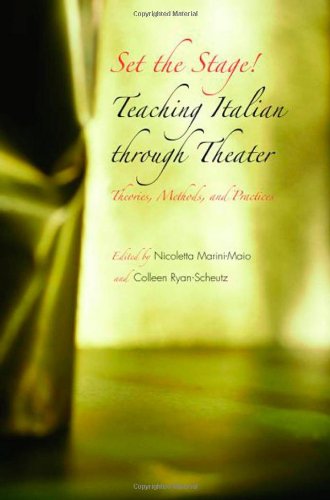 Set the Stage!
Teaching Italian
through Theater
Theories, Methods, and Practices
Edited by Nicoletta Marini-Maio
and Colleen Ryan-Scheutz